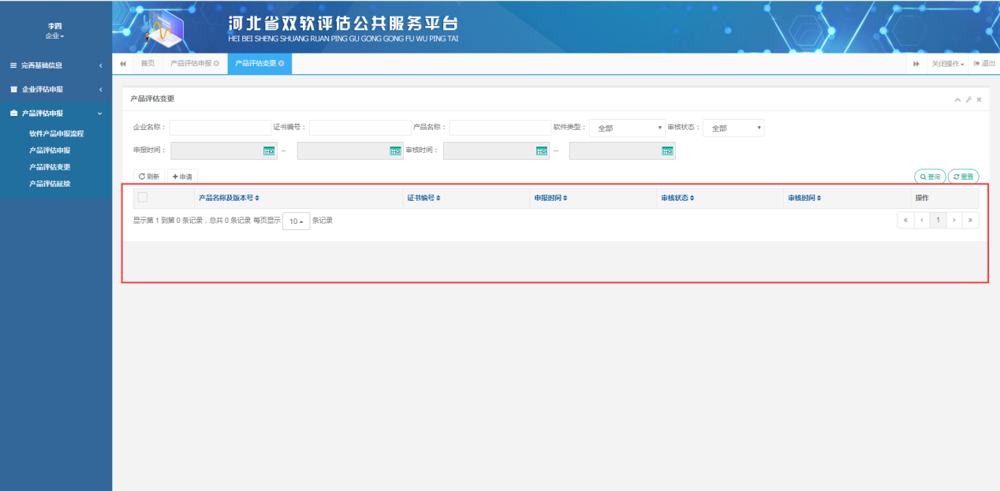 李四
企业
完善基础信息
企业评估申报
产品评估申报
软件产品申报流程
产品评估申报
产品评估变更
产品评估延续
河北省双软评估公共服务平台
HEI BEI SHENG SHUANG RUAN PING GU GONG GONG FU WU PING TAI
首页 产品评估申报 产品评估变更 关闭操作 退出
产品评估变更
企业名称： 证书编号： 产品名称： 软件类型： 全部 审核状态： 全部
申报时间： -- 审核时间： --
刷新 申请 查询 重置
产品名称及版本号 证书编号 申报时间 审核状态 审核时间 操作
显示第 1 到第 0 条记录，总共 0 条记录 每页显示 10 条记录 « ‹ 1 › »